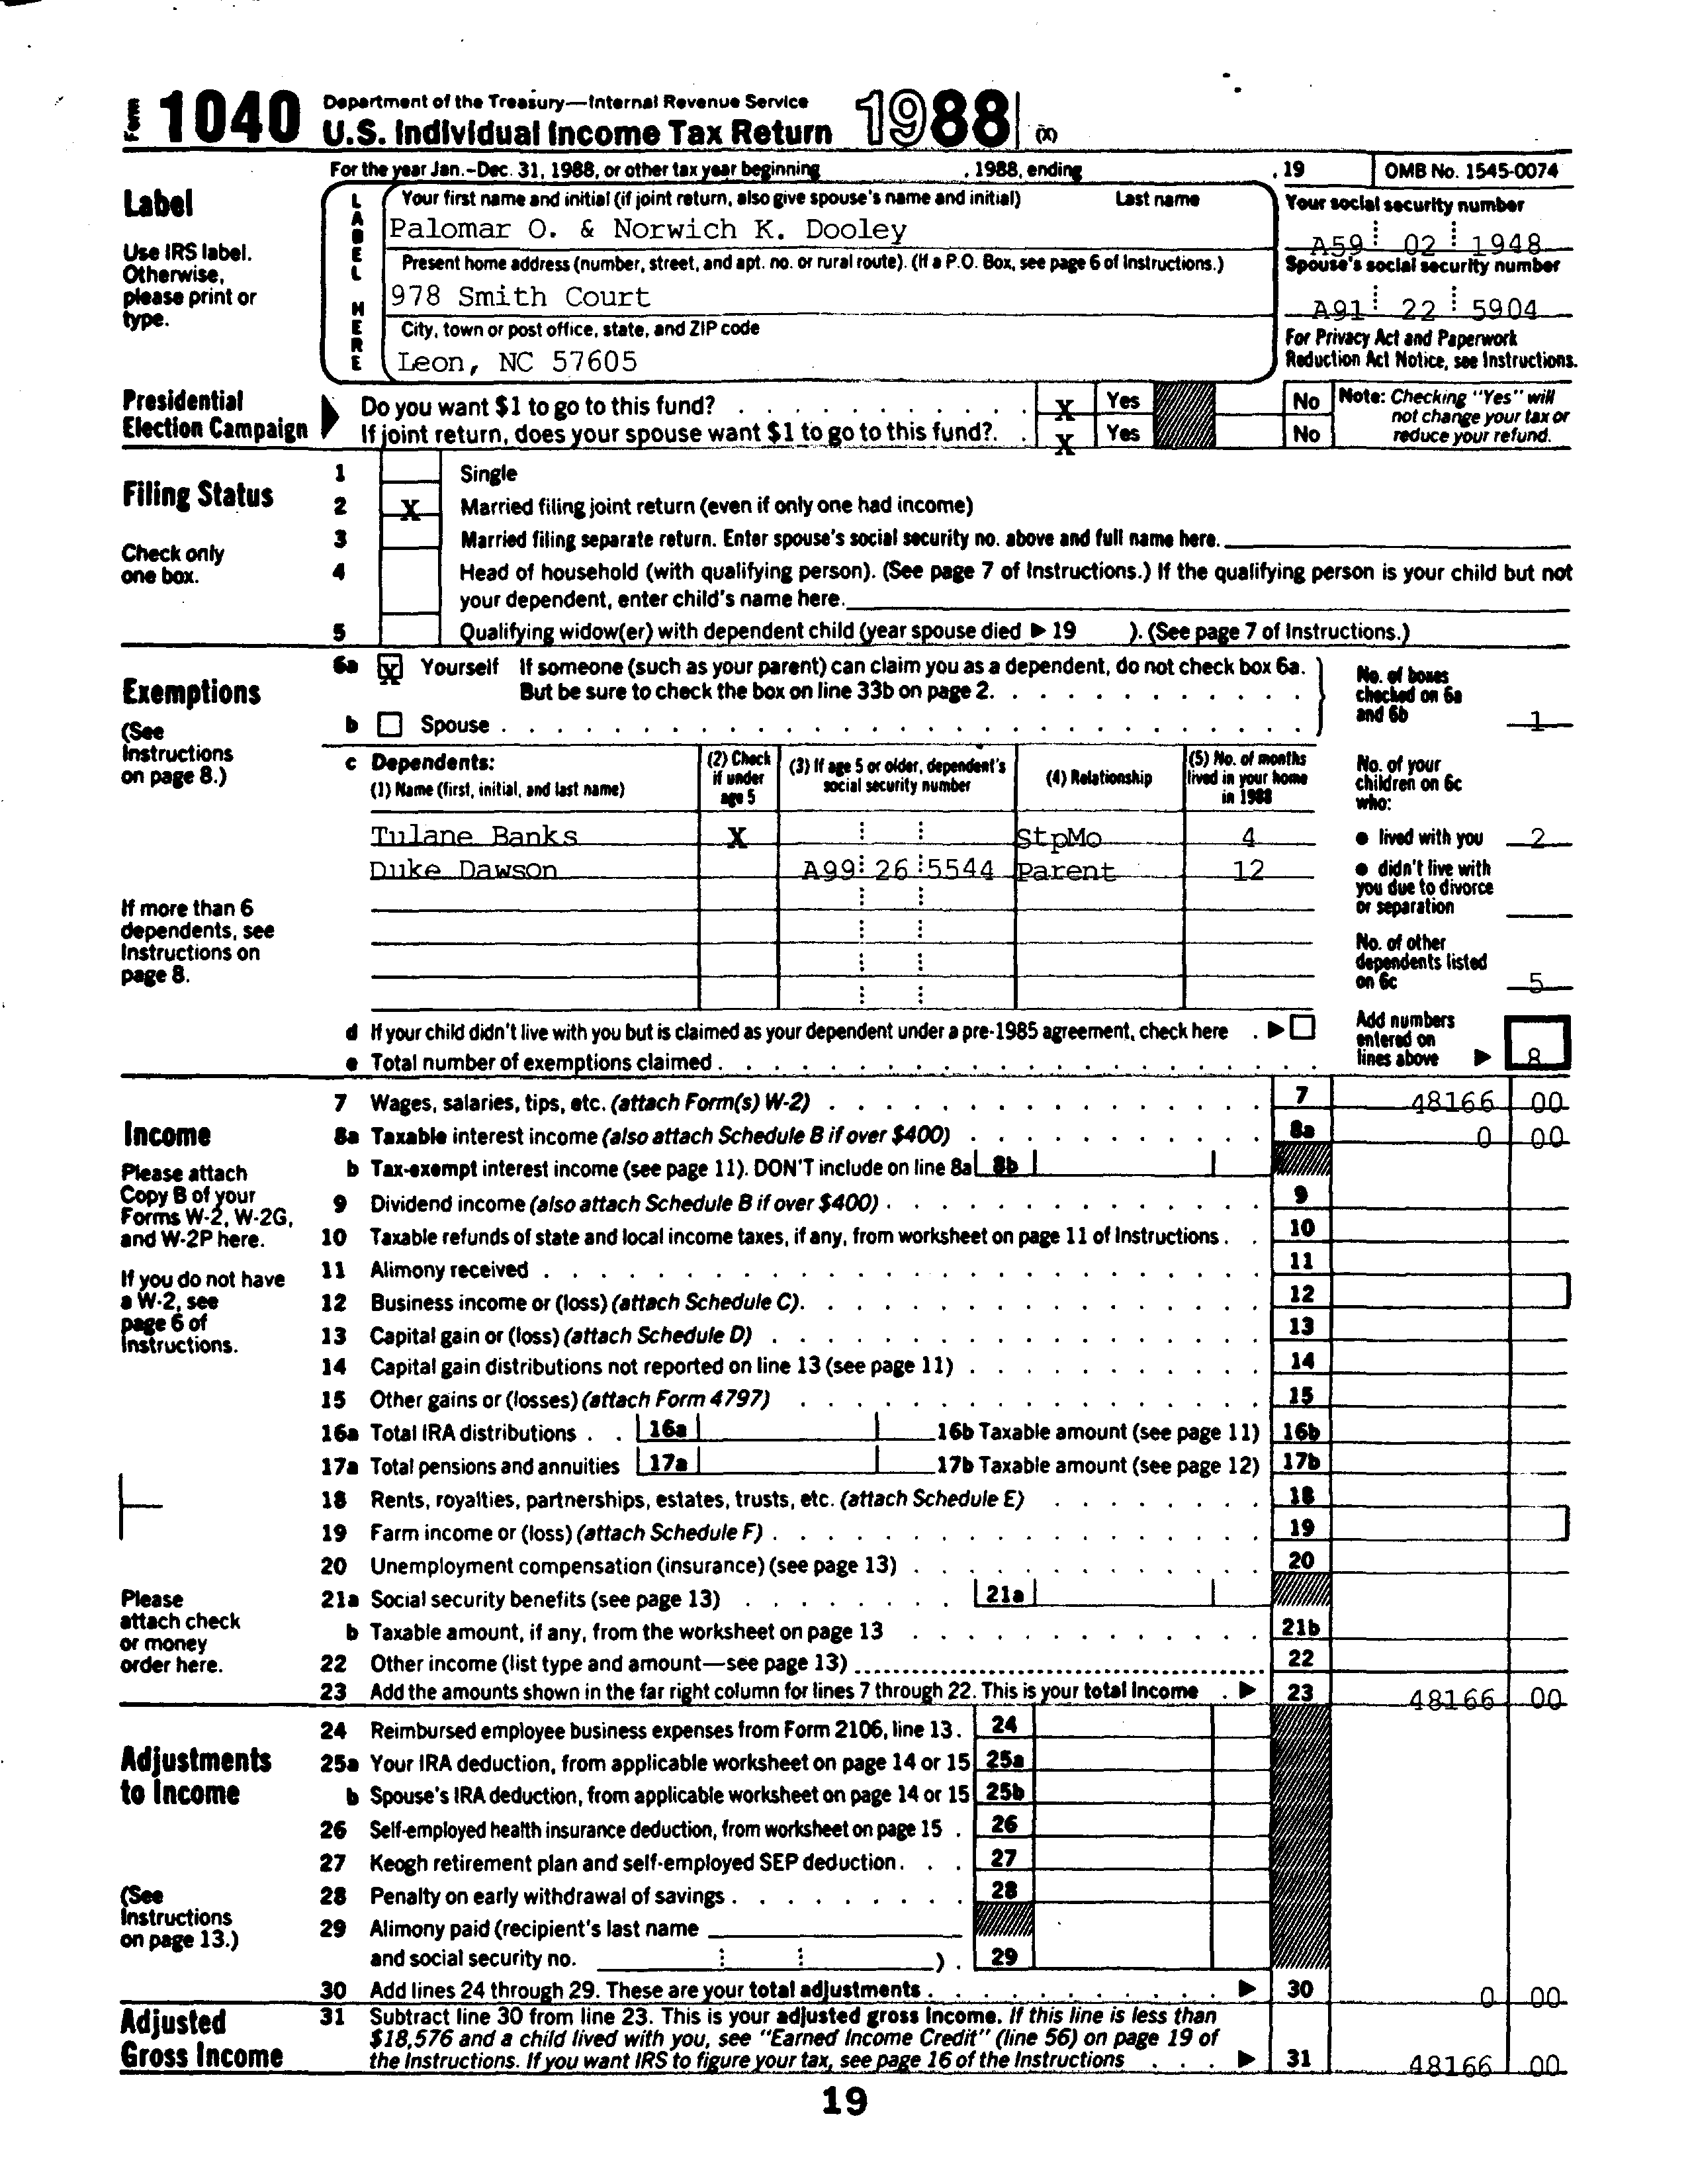 Form 1040 Department of the Treasury—Internal Revenue Service
U.S. Individual Income Tax Return 1988 (X)
For the year Jan.-Dec. 31, 1988, or other tax year beginning , 1988, ending , 19 OMB No. 1545-0074
Label
Use IRS label.
Otherwise,
please print or
type.
LABEL HERE
Your first name and initial (if joint return, also give spouse's name and initial) Last name
Palomar O. & Norwich K. Dooley
Your social security number
A59 02 1948
Present home address (number, street, and apt. no. or rural route). (If a P.O. Box, see page 6 of Instructions.)
978 Smith Court
Spouse's social security number
A91 22 5904
City, town or post office, state, and ZIP code
Leon, NC 57605
For Privacy Act and Paperwork
Reduction Act Notice, see Instructions.
Presidential
Election Campaign
Do you want $1 to go to this fund? X Yes No
If joint return, does your spouse want $1 to go to this fund? X Yes No
Note: Checking "Yes" will
not change your tax or
reduce your refund.
Filing Status
Check only
one box.
1 Single
2 X Married filing joint return (even if only one had income)
3 Married filing separate return. Enter spouse's social security no. above and full name here.
4 Head of household (with qualifying person). (See page 7 of Instructions.) If the qualifying person is your child but not
your dependent, enter child's name here.
5 Qualifying widow(er) with dependent child (year spouse died ▶ 19 ). (See page 7 of Instructions.)
Exemptions
(See
Instructions
on page 8.)
6a X Yourself If someone (such as your parent) can claim you as a dependent, do not check box 6a.
But be sure to check the box on line 33b on page 2.
b Spouse
No. of boxes
checked on 6a
and 6b 1
c Dependents:
(1) Name (first, initial, and last name)
(2) Check
if under
age 5
(3) If age 5 or older, dependent's
social security number
(4) Relationship
(5) No. of months
lived in your home
in 1988
Tulane Banks X StpMo 4
Duke Dawson A99 26 5544 Parent 12
If more than 6
dependents, see
Instructions on
page 8.
No. of your
children on 6c
who:
● lived with you 2
● didn't live with
you due to divorce
or separation
No. of other
dependents listed
on 6c 5
d If your child didn't live with you but is claimed as your dependent under a pre-1985 agreement, check here . ▶
e Total number of exemptions claimed
Add numbers
entered on
lines above ▶ 8
Income
Please attach
Copy B of your
Forms W-2, W-2G,
and W-2P here.
If you do not have
a W-2, see
page 6 of
Instructions.
Please
attach check
or money
order here.
7 Wages, salaries, tips, etc. (attach Form(s) W-2) 7 48166 00
8a Taxable interest income (also attach Schedule B if over $400) 8a 0 00
b Tax-exempt interest income (see page 11). DON'T include on line 8a 8b
9 Dividend income (also attach Schedule B if over $400) 9
10 Taxable refunds of state and local income taxes, if any, from worksheet on page 11 of Instructions 10
11 Alimony received 11
12 Business income or (loss) (attach Schedule C) 12
13 Capital gain or (loss) (attach Schedule D) 13
14 Capital gain distributions not reported on line 13 (see page 11) 14
15 Other gains or (losses) (attach Form 4797) 15
16a Total IRA distributions 16a 16b Taxable amount (see page 11) 16b
17a Total pensions and annuities 17a 17b Taxable amount (see page 12) 17b
18 Rents, royalties, partnerships, estates, trusts, etc. (attach Schedule E) 18
19 Farm income or (loss) (attach Schedule F) 19
20 Unemployment compensation (insurance) (see page 13) 20
21a Social security benefits (see page 13) 21a
b Taxable amount, if any, from the worksheet on page 13 21b
22 Other income (list type and amount—see page 13) 22
23 Add the amounts shown in the far right column for lines 7 through 22. This is your total income ▶ 23 48166 00
Adjustments
to Income
(See
Instructions
on page 13.)
24 Reimbursed employee business expenses from Form 2106, line 13. 24
25a Your IRA deduction, from applicable worksheet on page 14 or 15 25a
b Spouse's IRA deduction, from applicable worksheet on page 14 or 15 25b
26 Self-employed health insurance deduction, from worksheet on page 15 26
27 Keogh retirement plan and self-employed SEP deduction 27
28 Penalty on early withdrawal of savings 28
29 Alimony paid (recipient's last name
and social security no. ) 29
30 Add lines 24 through 29. These are your total adjustments ▶ 30 0 00
Adjusted
Gross Income
31 Subtract line 30 from line 23. This is your adjusted gross income. If this line is less than
$18,576 and a child lived with you, see "Earned Income Credit" (line 56) on page 19 of
the Instructions. If you want IRS to figure your tax, see page 16 of the Instructions ▶ 31 48166 00
19